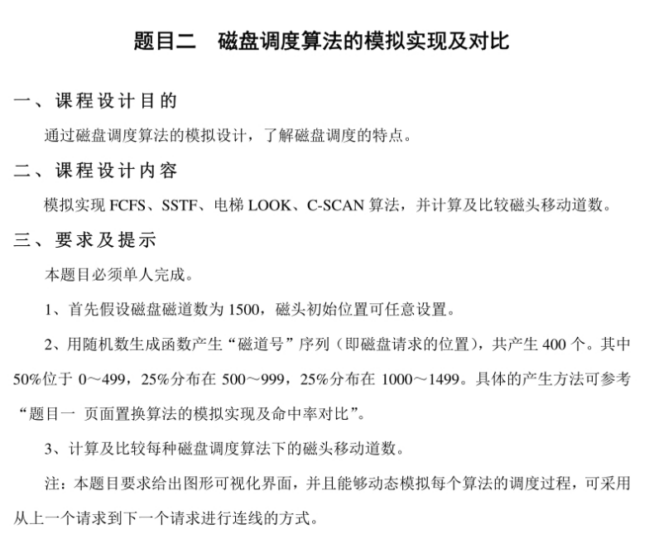 题目二 磁盘调度算法的模拟实现及对比
一、课程设计目的
通过磁盘调度算法的模拟设计，了解磁盘调度的特点。
二、课程设计内容
模拟实现 FCFS、SSTF、电梯 LOOK、C-SCAN 算法，并计算及比较磁头移动道数。
三、要求及提示
本题目必须单人完成。
1、首先假设磁盘磁道数为 1500，磁头初始位置可任意设置。
2、用随机数生成函数产生“磁道号”序列（即磁盘请求的位置），共产生 400 个。其中
50%位于 0～499，25%分布在 500～999，25%分布在 1000～1499。具体的产生方法可参考
“题目一 页面置换算法的模拟实现及命中率对比”。
3、计算及比较每种磁盘调度算法下的磁头移动道数。
注：本题目要求给出图形可视化界面，并且能够动态模拟每个算法的调度过程，可采用
从上一个请求到下一个请求进行连线的方式。